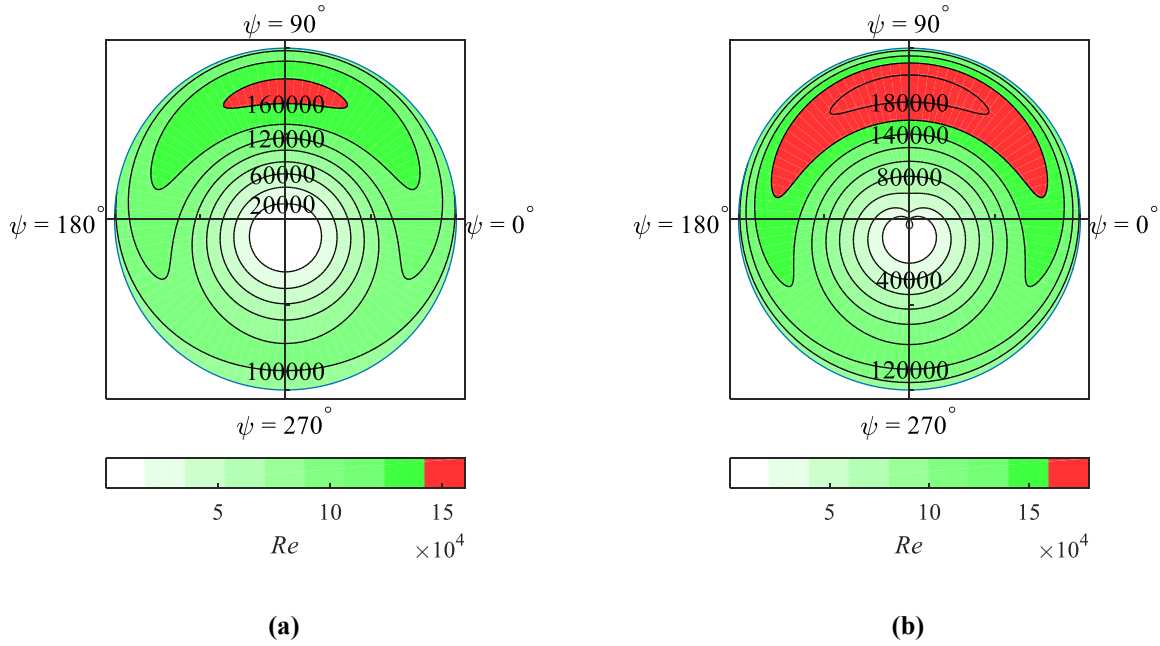 ψ = 90°
160000
120000
60000
20000
ψ = 180°
ψ = 0°
100000
ψ = 270°
5 10 15
Re
×10⁴
(a)
ψ = 90°
180000
140000
80000
ψ = 180°
ψ = 0°
40000
120000
ψ = 270°
5 10 15
Re
×10⁴
(b)